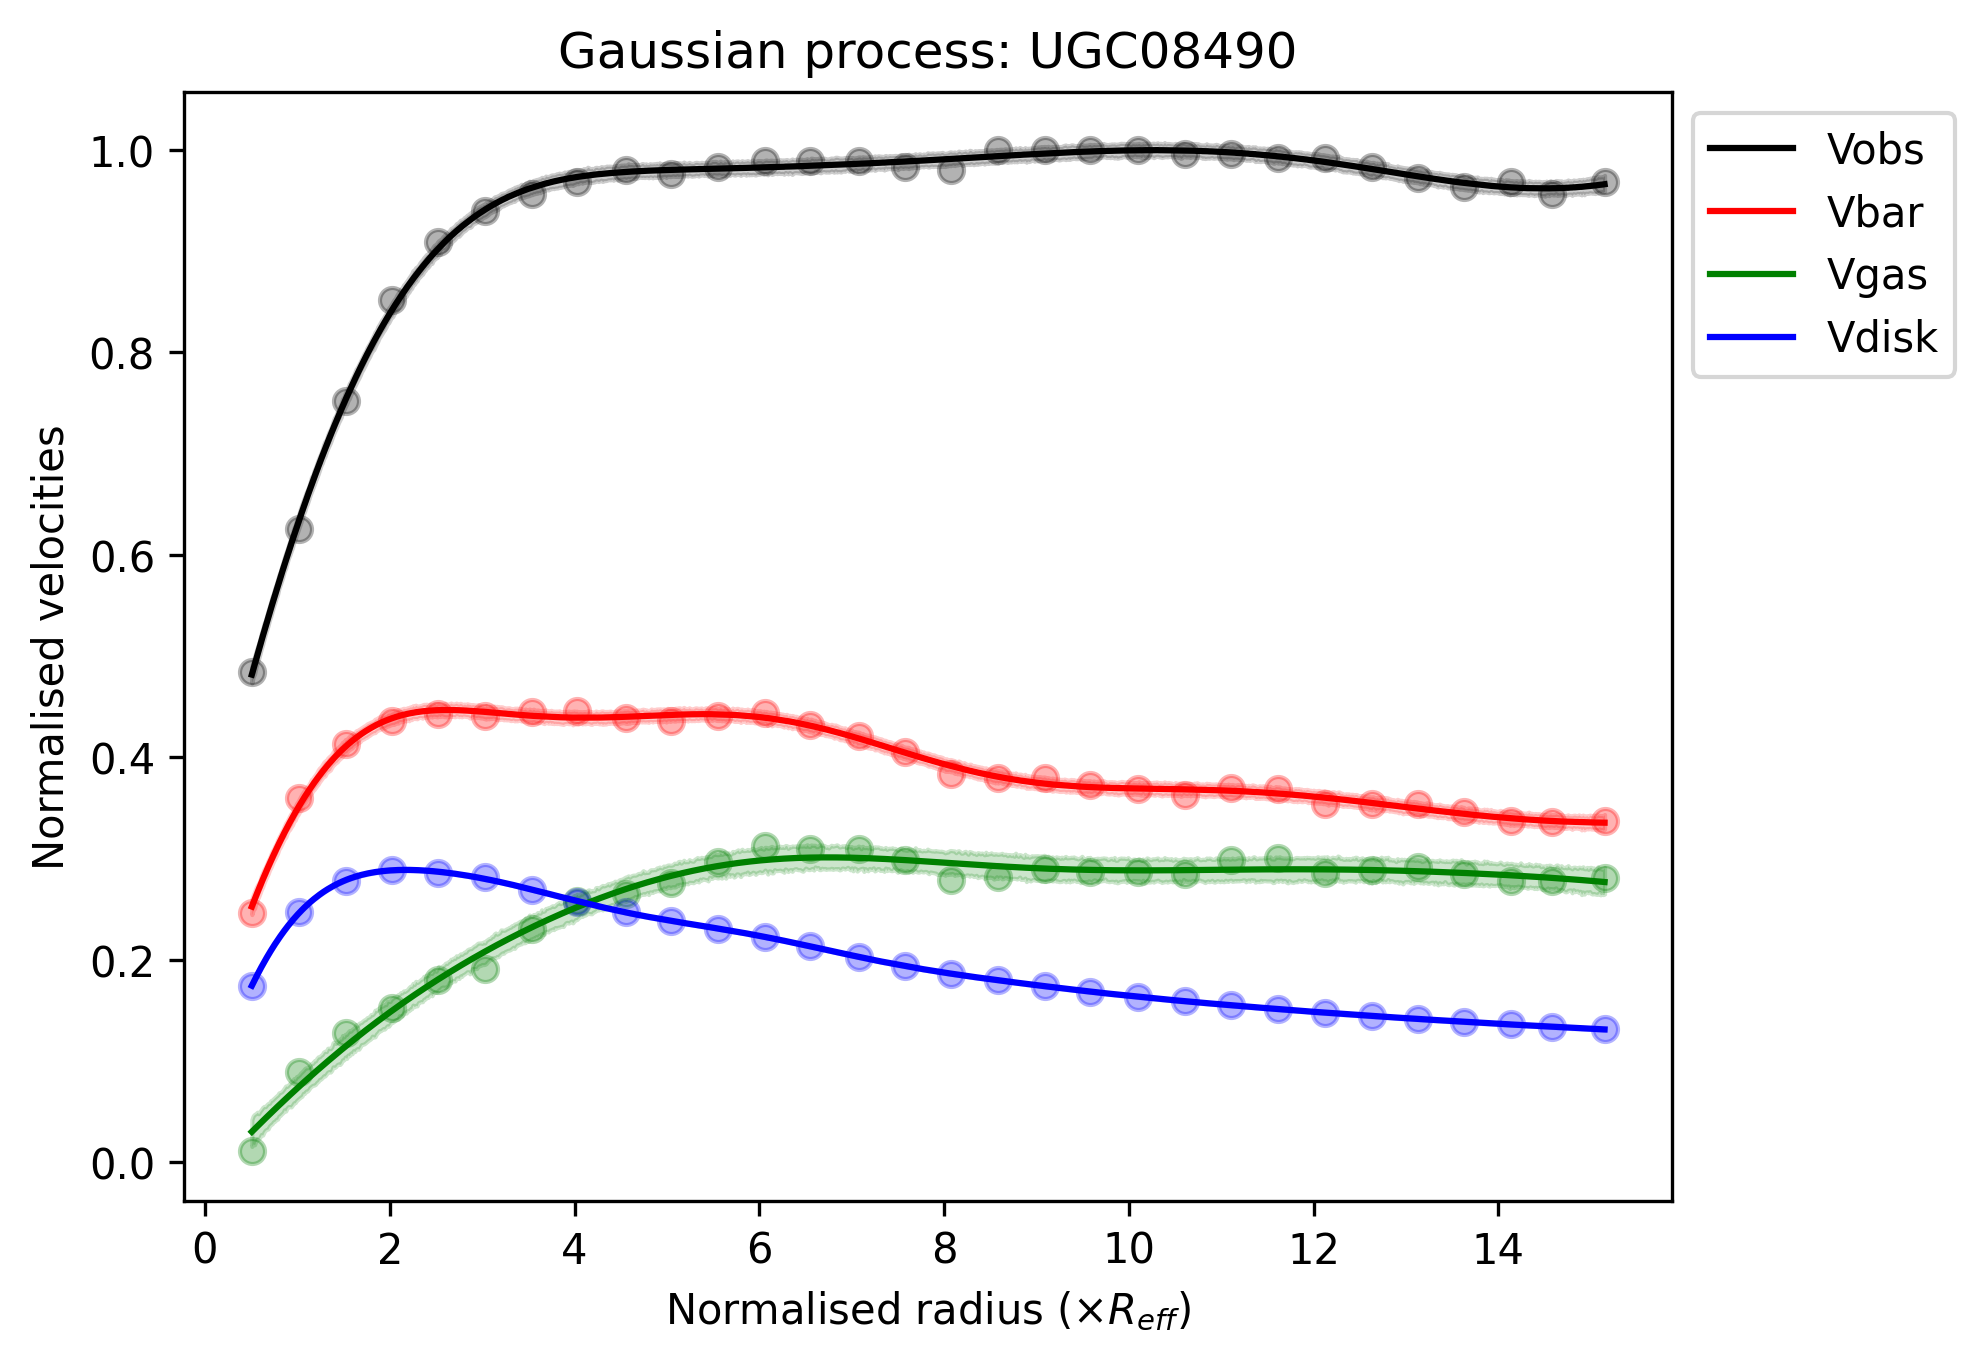 Gaussian process: UGC08490
Normalised velocities
1.0
0.8
0.6
0.4
0.2
0.0
0 2 4 6 8 10 12 14
Normalised radius (×R_eff)
Vobs
Vbar
Vgas
Vdisk